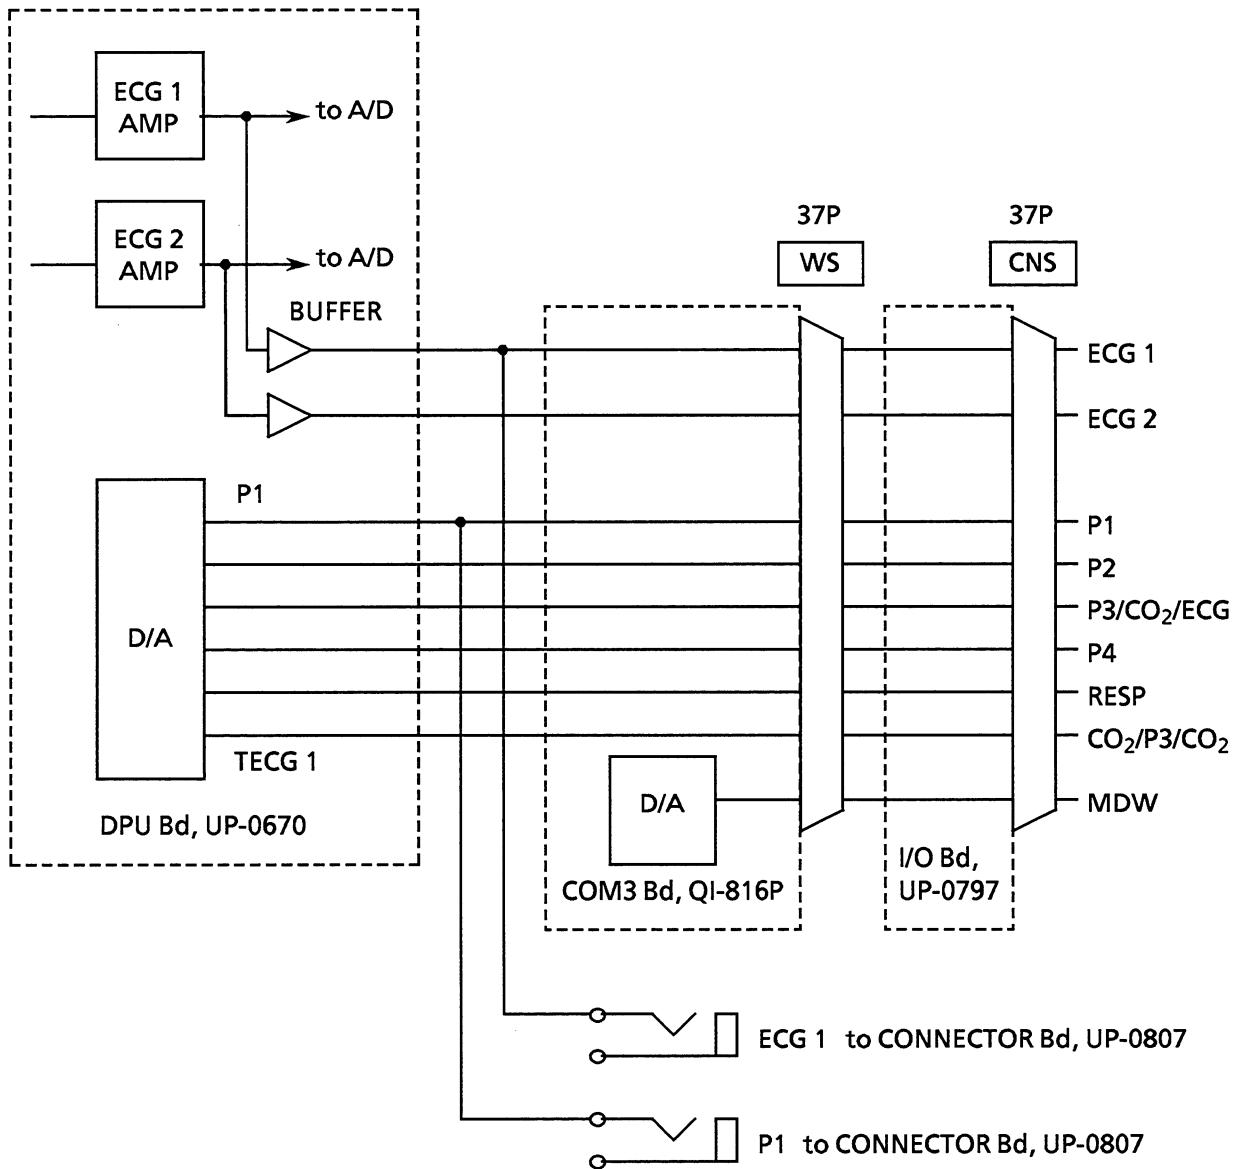 ECG 1
AMP
to A/D
ECG 2
AMP
to A/D
BUFFER
37P
WS
37P
CNS
ECG 1
ECG 2
P1
P1
P2
P3/CO₂/ECG
D/A
P4
RESP
TECG 1
CO₂/P3/CO₂
D/A
MDW
DPU Bd, UP-0670
COM3 Bd, QI-816P
I/O Bd,
UP-0797
ECG 1 to CONNECTOR Bd, UP-0807
P1 to CONNECTOR Bd, UP-0807